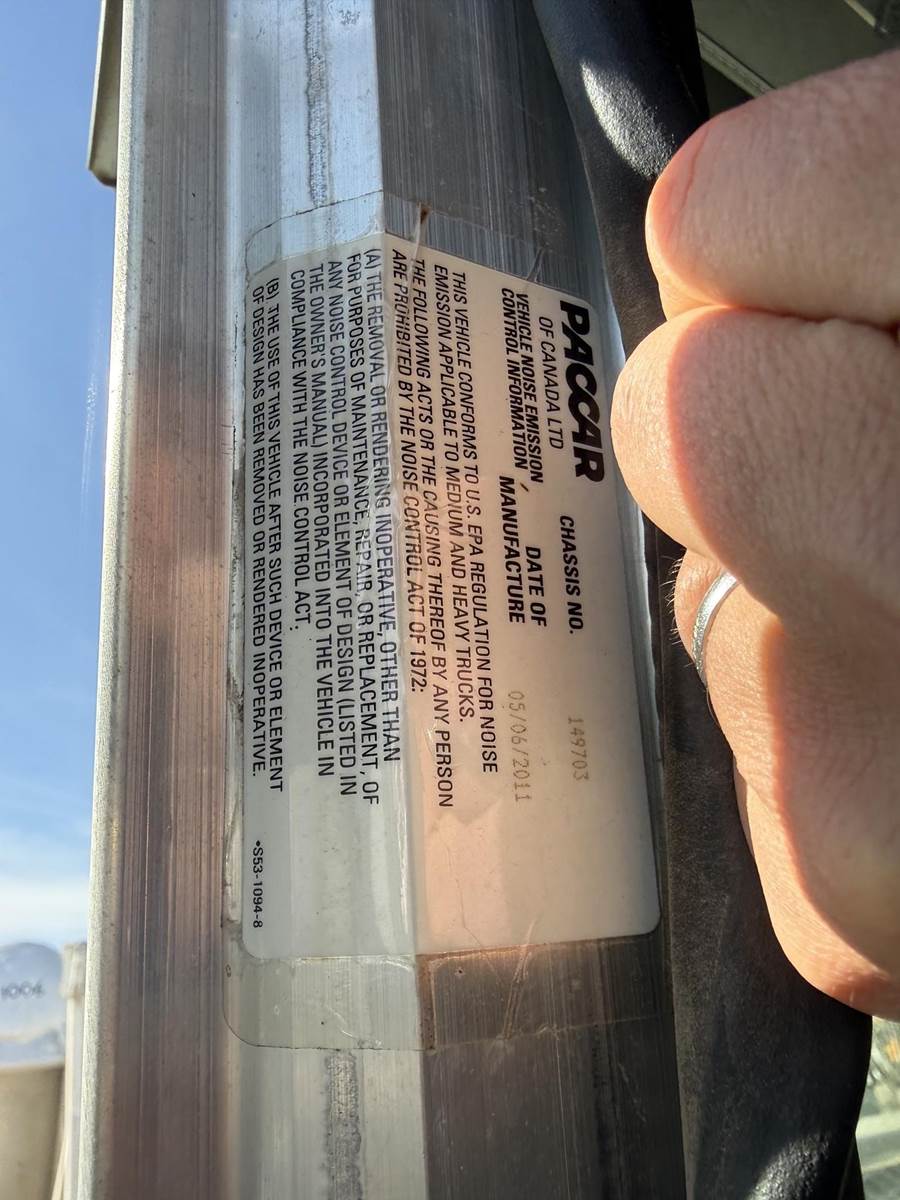 PACCAR
OF CANADA LTD
CHASSIS NO. 149703
VEHICLE NOISE EMISSION
CONTROL INFORMATION
DATE OF
MANUFACTURE 05/06/2011
THIS VEHICLE CONFORMS TO U.S. EPA REGULATION FOR NOISE
EMISSION APPLICABLE TO MEDIUM AND HEAVY TRUCKS.
THE FOLLOWING ACTS OR THE CAUSING THEREOF BY ANY PERSON
ARE PROHIBITED BY THE NOISE CONTROL ACT OF 1972:
(A) THE REMOVAL OR RENDERING INOPERATIVE, OTHER THAN
FOR PURPOSES OF MAINTENANCE, REPAIR, OR REPLACEMENT, OF
ANY NOISE CONTROL DEVICE OR ELEMENT OF DESIGN (LISTED IN
THE OWNER'S MANUAL) INCORPORATED INTO THE VEHICLE IN
COMPLIANCE WITH THE NOISE CONTROL ACT.
(B) THE USE OF THIS VEHICLE AFTER SUCH DEVICE OR ELEMENT
OF DESIGN HAS BEEN REMOVED OR RENDERED INOPERATIVE.
•S53-1094-8